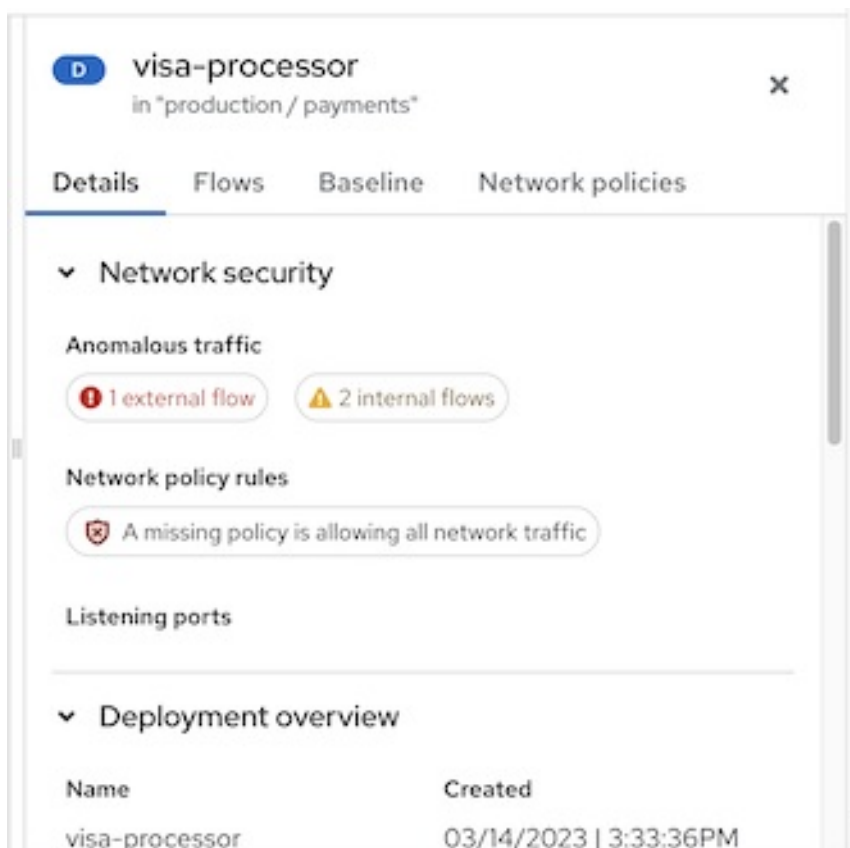 D visa-processor
in "production / payments"
Details Flows Baseline Network policies
Network security
Anomalous traffic
1 external flow 2 internal flows
Network policy rules
A missing policy is allowing all network traffic
Listening ports
Deployment overview
Name Created
visa-processor 03/14/2023 | 3:33:36PM